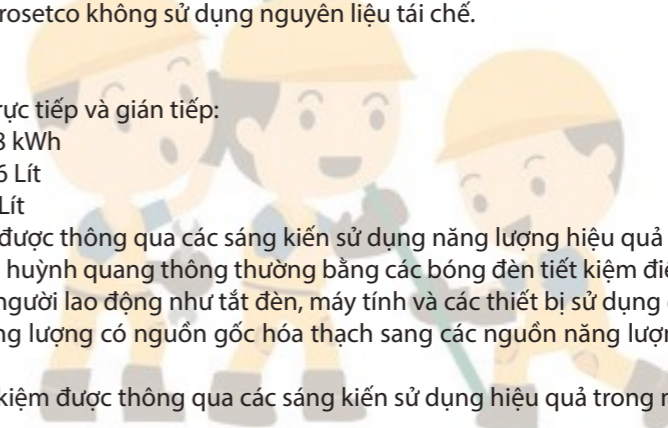 rosetco không sử dụng nguyên liệu tái chế.
rực tiếp và gián tiếp:
3 kWh
6 Lít
Lít
được thông qua các sáng kiến sử dụng năng lượng hiệu quả
huỳnh quang thông thường bằng các bóng đèn tiết kiệm
người lao động như tắt đèn, máy tính và các thiết bị sử dụng
ng lượng có nguồn gốc hóa thạch sang các nguồn năng
kiệm được thông qua các sáng kiến sử dụng hiệu quả trong